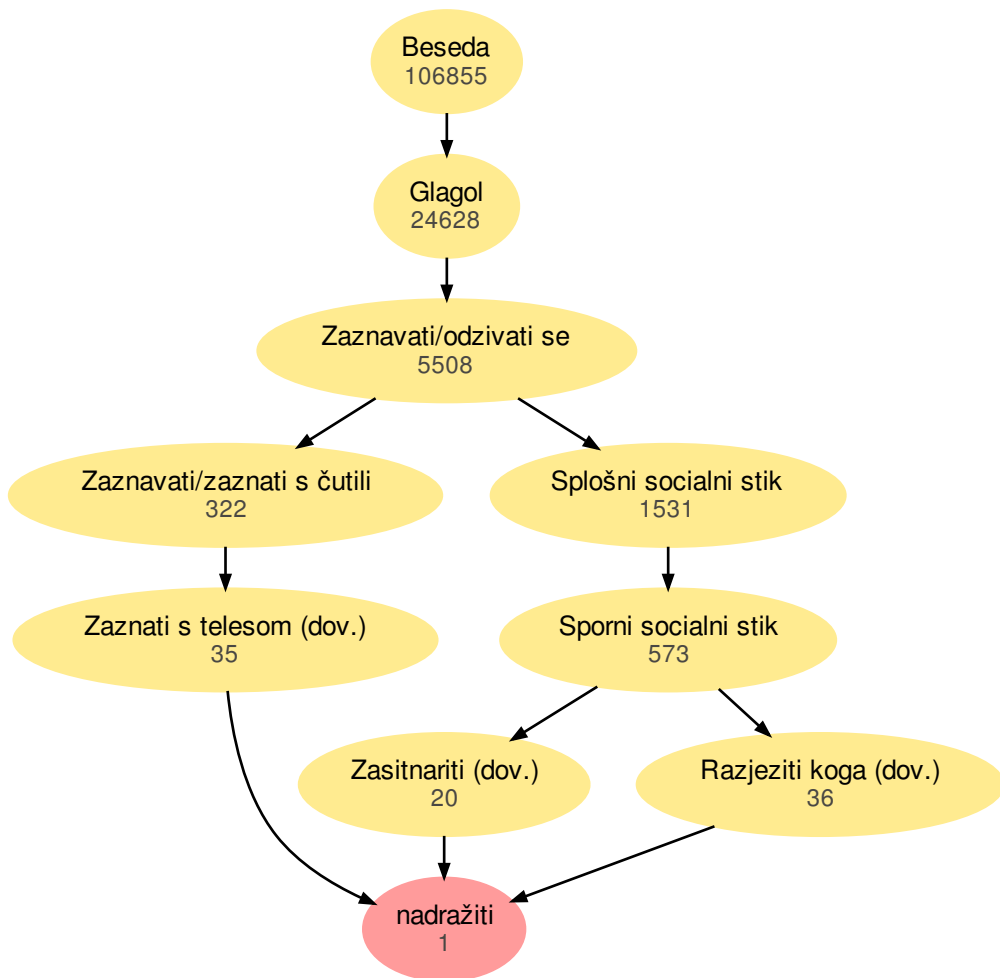 Beseda
106855
Glagol
24628
Zaznavati/odzivati se
5508
Zaznavati/zaznati s čutili
322
Splošni socialni stik
1531
Zaznati s telesom (dov.)
35
Sporni socialni stik
573
Zasitnariti (dov.)
20
Razjeziti koga (dov.)
36
nadražiti
1